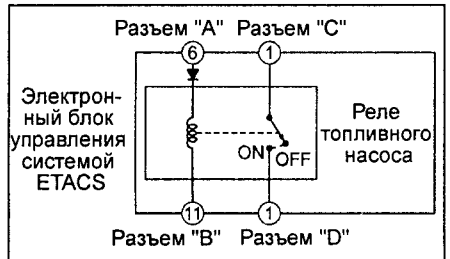 Разъем "А" Разъем "С"
6 1
Электрон-
ный блок
управления
системой
ETACS
Реле
топливного
насоса
ON OFF
11 1
Разъем "В" Разъем "D"